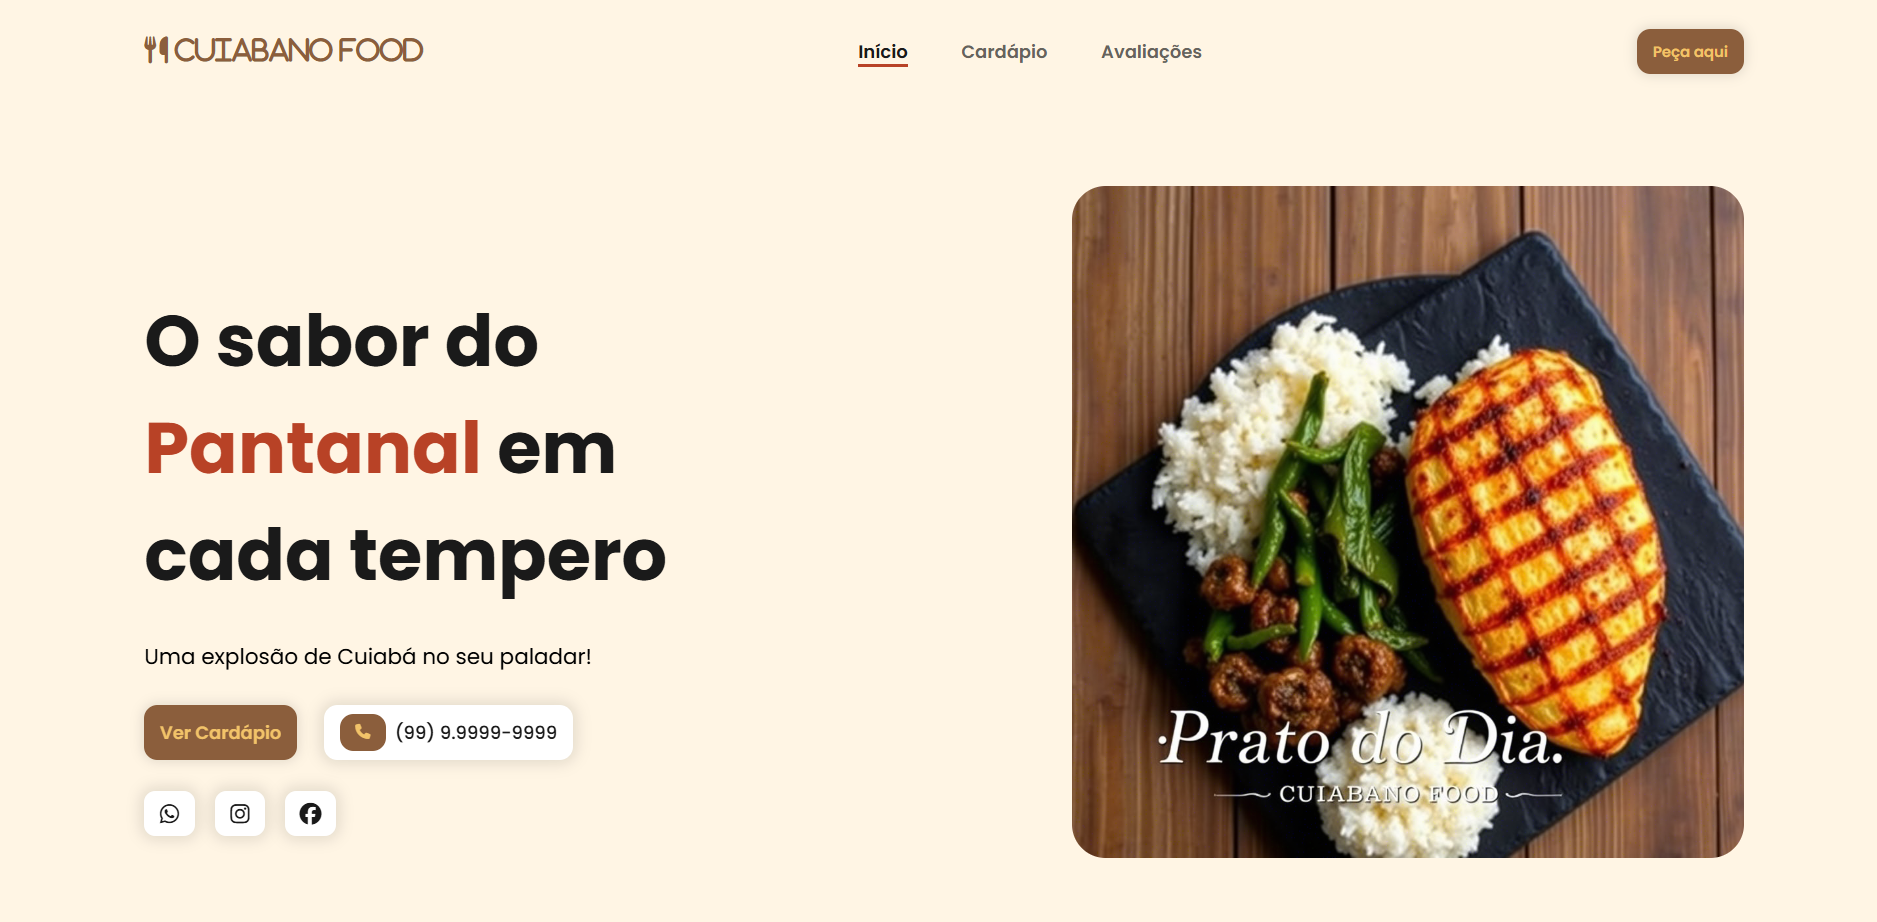 CUIABANO FOOD
Início
Cardápio
Avaliações
Peça aqui
O sabor do
Pantanal em
cada tempero
Uma explosão de Cuiabá no seu paladar!
Ver Cardápio
(99) 9.9999-9999
·Prato do Dia.
CUIABANO FOOD